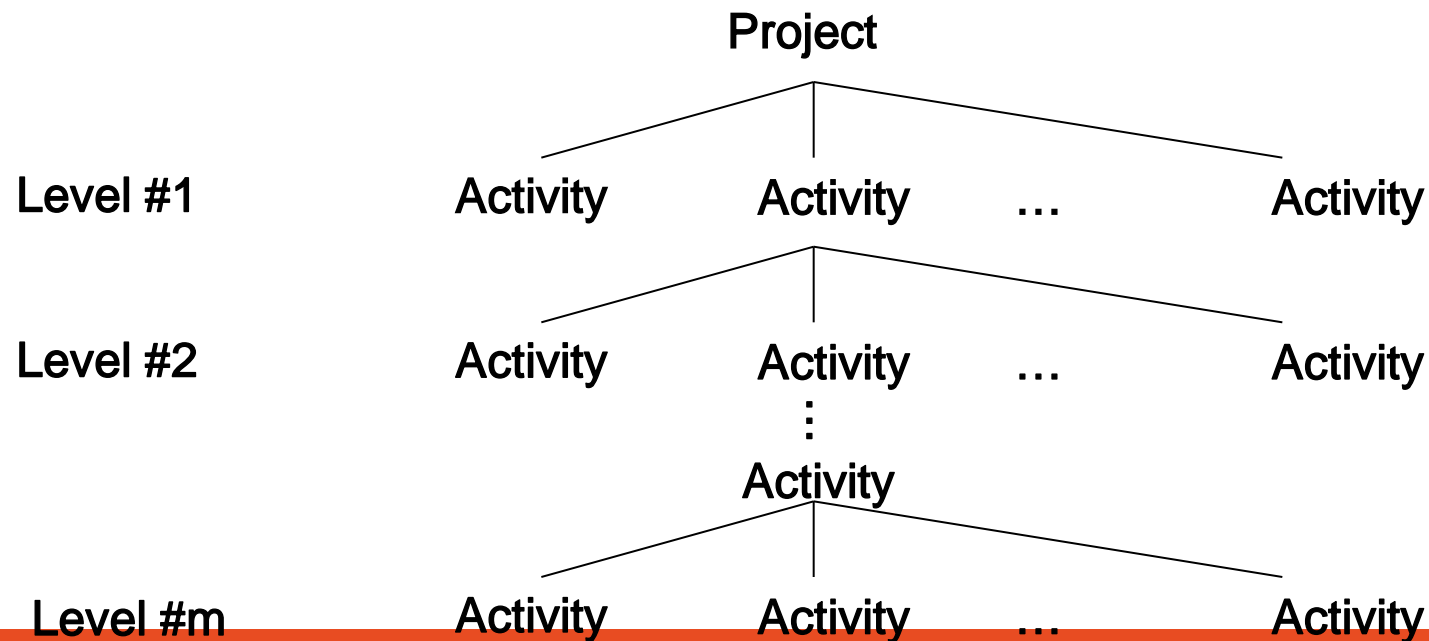 Project
Level #1 Activity Activity ... Activity
Level #2 Activity Activity ... Activity
...
Activity
Level #m Activity Activity ... Activity